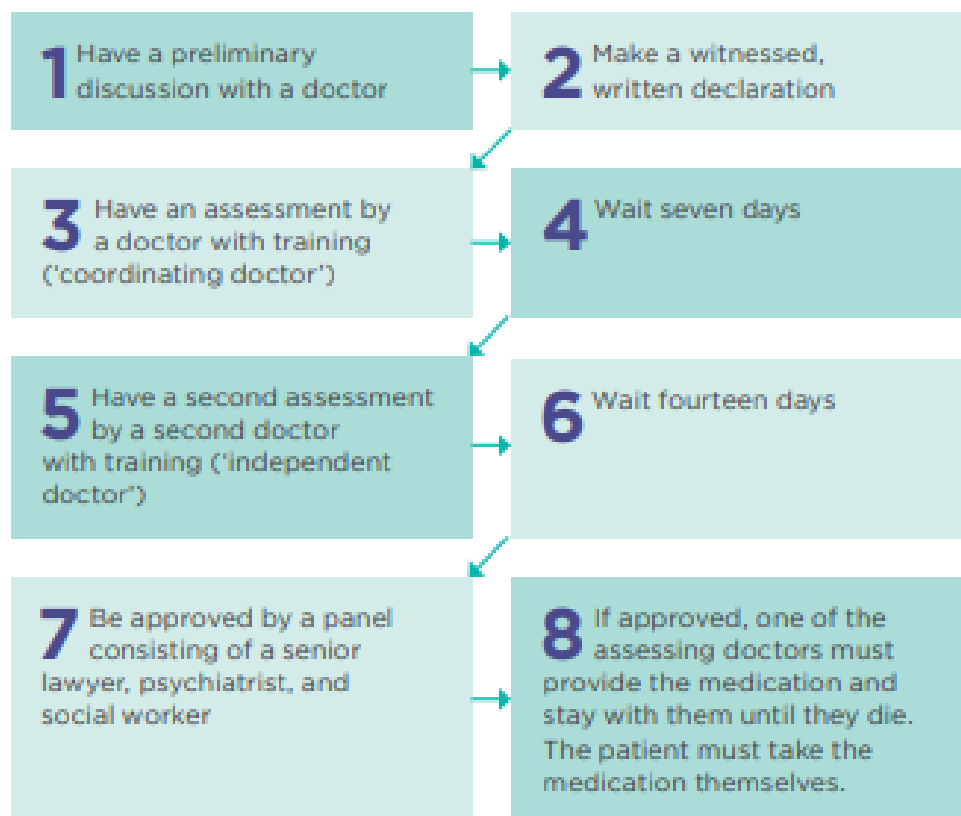 1 Have a preliminary
discussion with a doctor
2 Make a witnessed,
written declaration
3 Have an assessment by
a doctor with training
(‘coordinating doctor’)
4 Wait seven days
5 Have a second assessment
by a second doctor
with training (‘independent
doctor’)
6 Wait fourteen days
7 Be approved by a panel
consisting of a senior
lawyer, psychiatrist, and
social worker
8 If approved, one of the
assessing doctors must
provide the medication and
stay with them until they die.
The patient must take the
medication themselves.